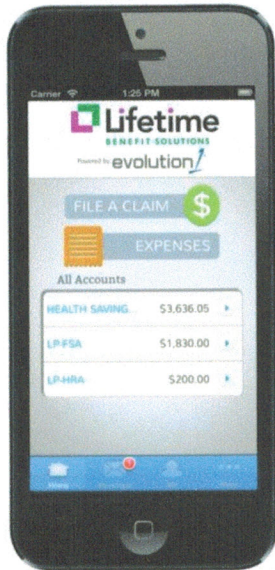 Carrier 1:25 PM
Lifetime
BENEFIT SOLUTIONS
Powered by evolution1
FILE A CLAIM $
EXPENSES
All Accounts
HEALTH SAVING... $3,636.05
LP-FSA $1,830.00
LP-HRA $200.00
Home